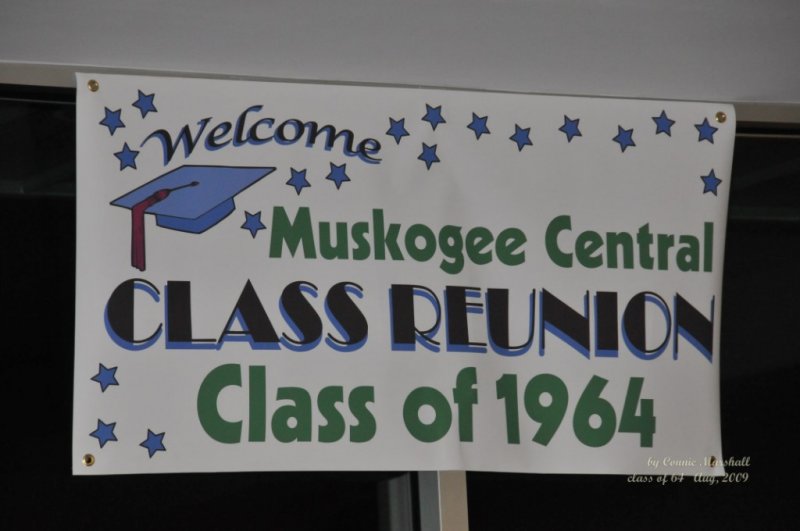 Welcome
Muskogee Central
CLASS REUNION
Class of 1964
by Connie Marshall
class of 64 Aug, 2009